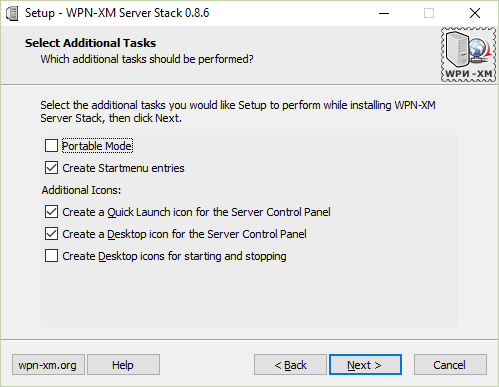 Setup - WPN-XM Server Stack 0.8.6
Select Additional Tasks
Which additional tasks should be performed?
WPИ-XM
Select the additional tasks you would like Setup to perform while installing WPN-XM
Server Stack, then click Next.
Portable Mode
Create Startmenu entries
Additional Icons:
Create a Quick Launch icon for the Server Control Panel
Create a Desktop icon for the Server Control Panel
Create Desktop icons for starting and stopping
wpn-xm.org
Help
< Back
Next >
Cancel